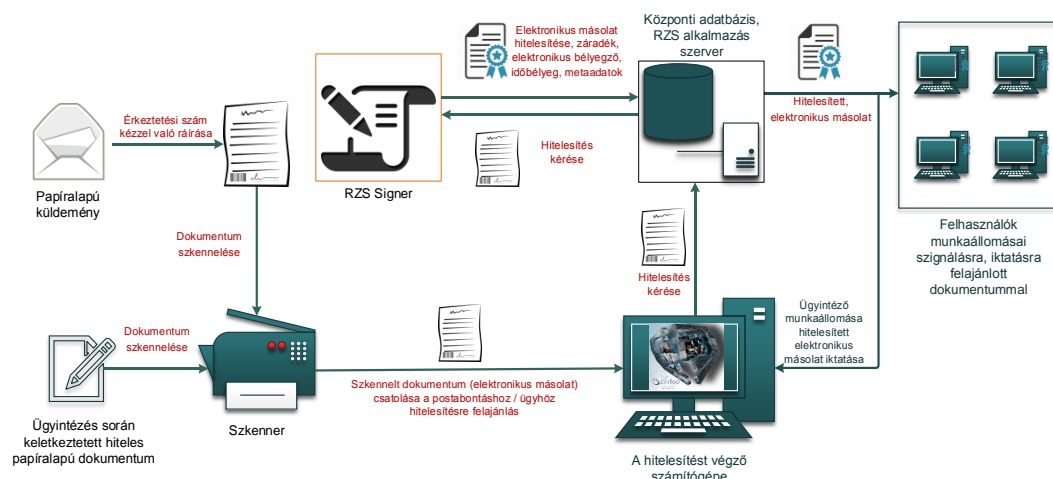 Elektronikus másolat
hitelesítése, záradék,
elektronikus bélyegző,
időbélyeg, metaadatok
Központi adatbázis,
RZS alkalmazás
szerver
Érkeztetési szám
kézzel való ráírása
Hitelesítés
kérése
Hitelesített,
elektronikus másolat
Papíralapú
küldemény
RZS Signer
Felhasználók
munkaállomásai
szignálásra, iktatásra
felajánlott
dokumentummal
Dokumentum
szkennelése
Hitelesítés
kérése
Ügyintéző
munkaállomása
hitelesített
elektronikus
másolat iktatása
Dokumentum
szkennelése
Szkennelt dokumentum (elektronikus másolat)
csatolása a postabontáshoz / ügyhöz
hitelesítésre felajánlás
Szkenner
Ügyintézés során
keletkeztetett hiteles
papíralapú dokumentum
A hitelesítést végző
számítógépe